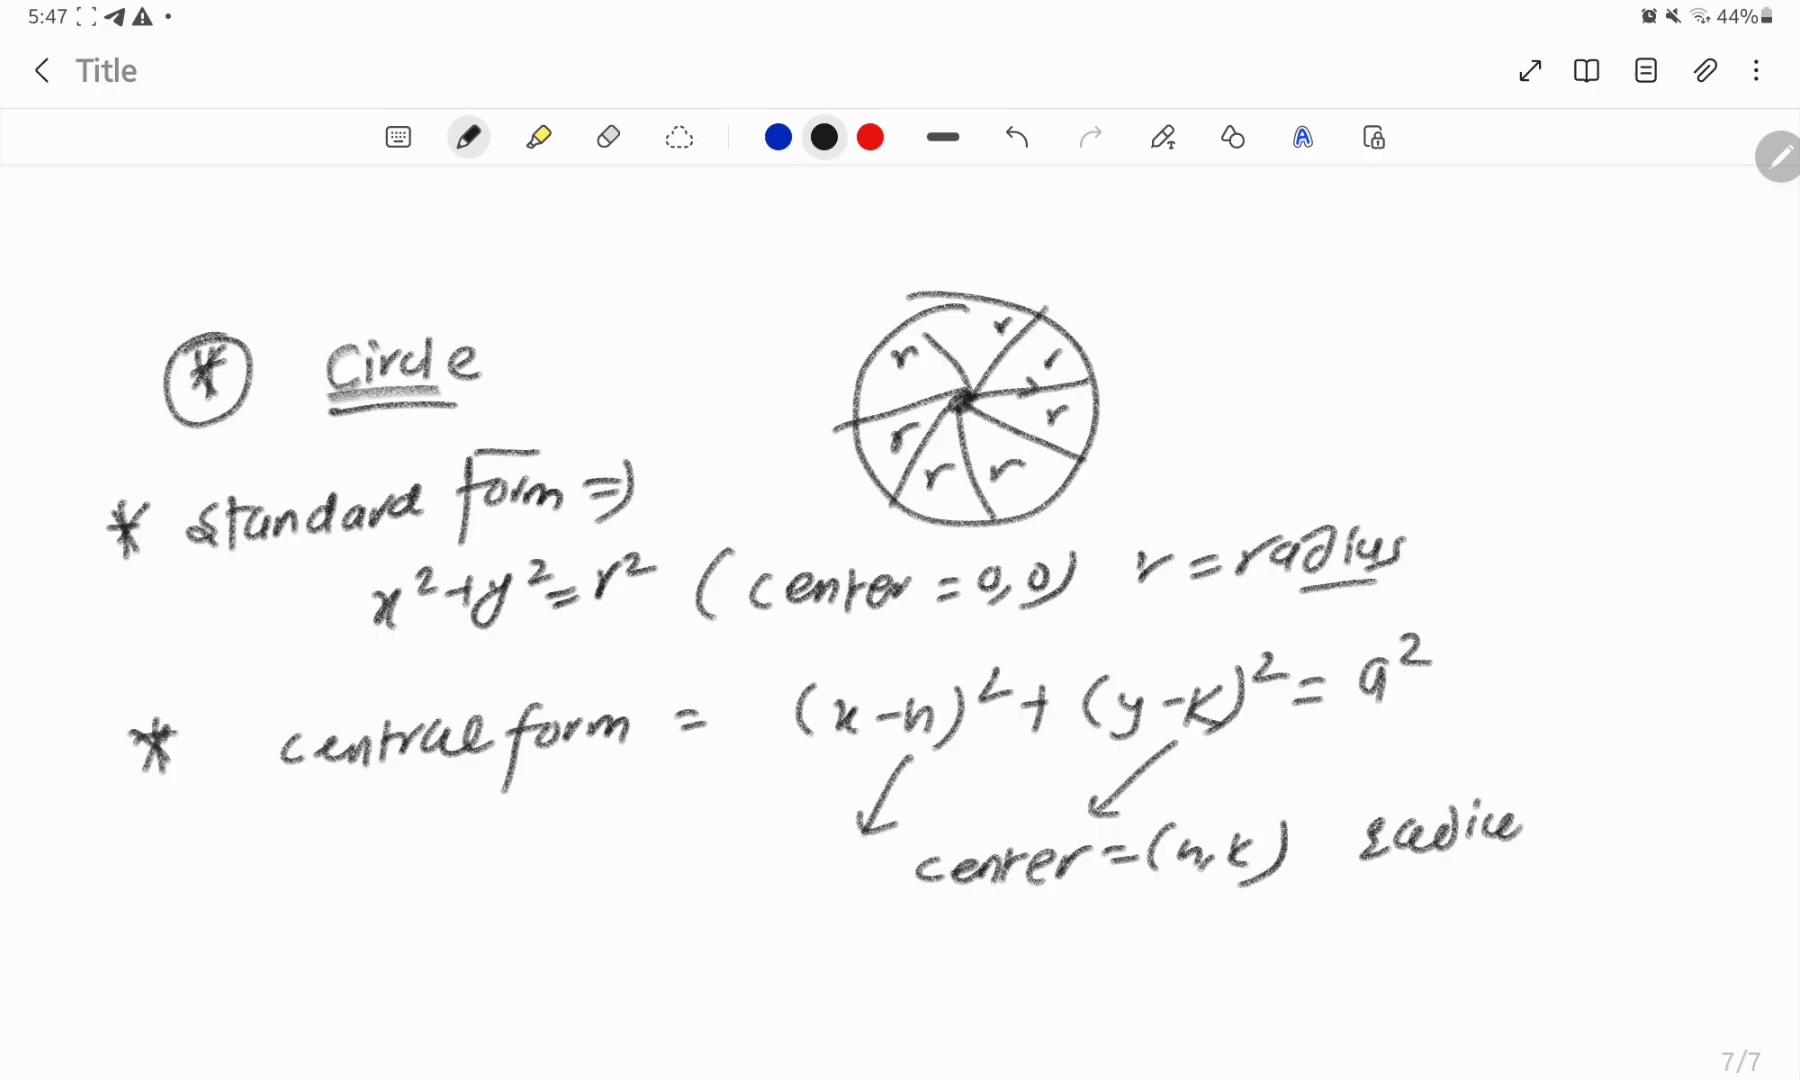 5:47 44%
Title
* Circle
r r r r r r r
* standard form ⇒
x²+y²=r² (center = 0,0) r = radius
* central form = (x-h)²+(y-k)²= a²
center=(h,k)
7/7